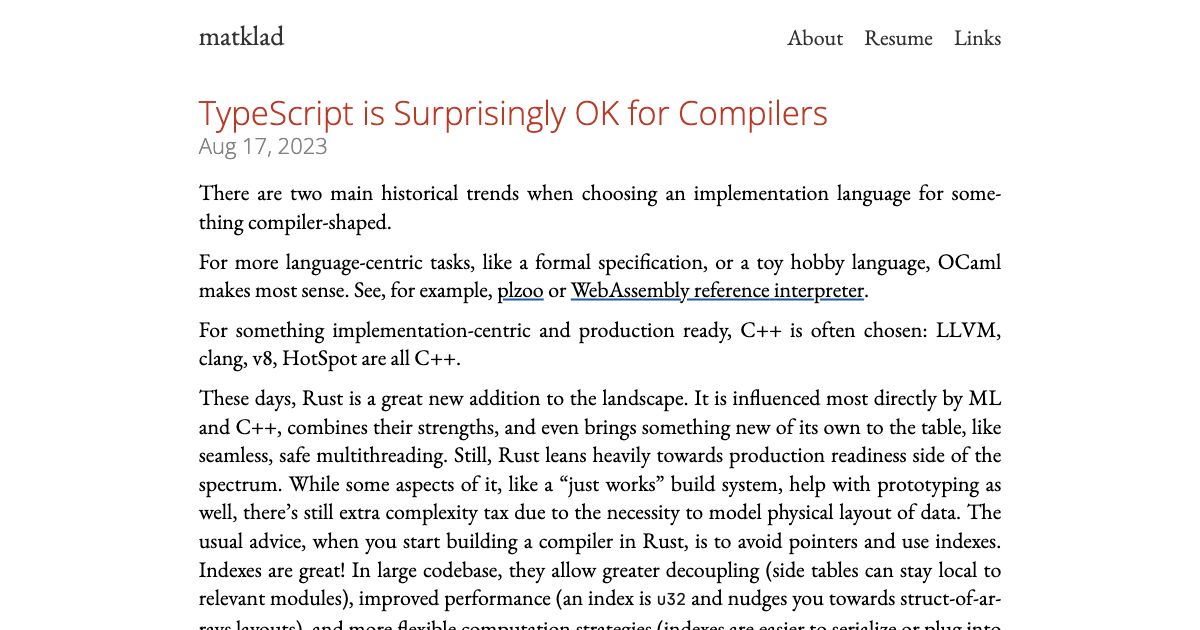 matklad
About Resume Links
TypeScript is Surprisingly OK for Compilers
Aug 17, 2023
There are two main historical trends when choosing an implementation language for some-
thing compiler-shaped.
For more language-centric tasks, like a formal specification, or a toy hobby language, OCaml
makes most sense. See, for example, plzoo or WebAssembly reference interpreter.
For something implementation-centric and production ready, C++ is often chosen: LLVM,
clang, v8, HotSpot are all C++.
These days, Rust is a great new addition to the landscape. It is influenced most directly by ML
and C++, combines their strengths, and even brings something new of its own to the table, like
seamless, safe multithreading. Still, Rust leans heavily towards production readiness side of the
spectrum. While some aspects of it, like a “just works” build system, help with prototyping as
well, there’s still extra complexity tax due to the necessity to model physical layout of data. The
usual advice, when you start building a compiler in Rust, is to avoid pointers and use indexes.
Indexes are great! In large codebase, they allow greater decoupling (side tables can stay local to
relevant modules), improved performance (an index is u32 and nudges you towards struct-of-ar-
rays layouts), and more flexible computation strategies (indexes are easier to serialize or plug into